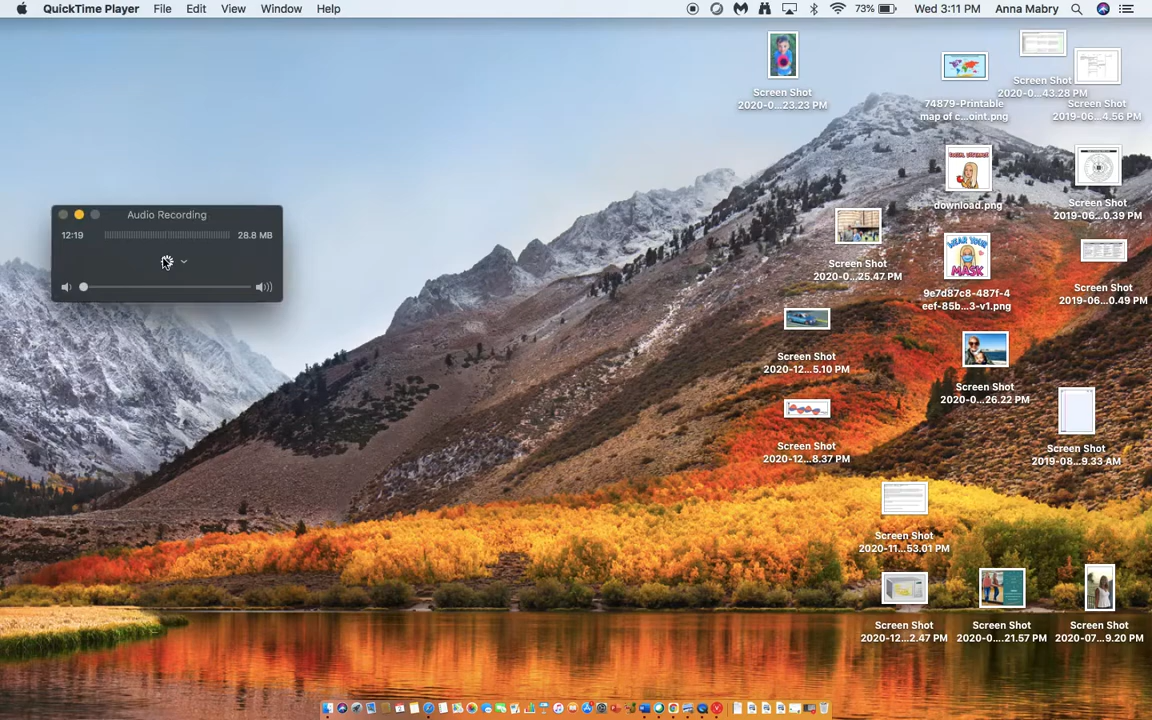 QuickTime Player File Edit View Window Help 73% Wed 3:11 PM Anna Mabry
Screen Shot
2020-0...23.23 PM
74879-Printable
map of c...oint.png
Screen Shot
2020-0...43.28 PM
Screen Shot
2019-06...4.56 PM
Audio Recording
12:19 28.8 MB
download.png
Screen Shot
2019-06...0.39 PM
Screen Shot
2020-0...25.47 PM
WEAR YOUR
MASK
9e7d87c8-487f-4
eef-85b...3-v1.png
Screen Shot
2019-06...0.49 PM
Screen Shot
2020-12...5.10 PM
Screen Shot
2020-0...26.22 PM
Screen Shot
2020-12...8.37 PM
Screen Shot
2019-08...9.33 AM
Screen Shot
2020-11...53.01 PM
Screen Shot
2020-12...2.47 PM
Screen Shot
2020-0....21.57 PM
Screen Shot
2020-07...9.20 PM